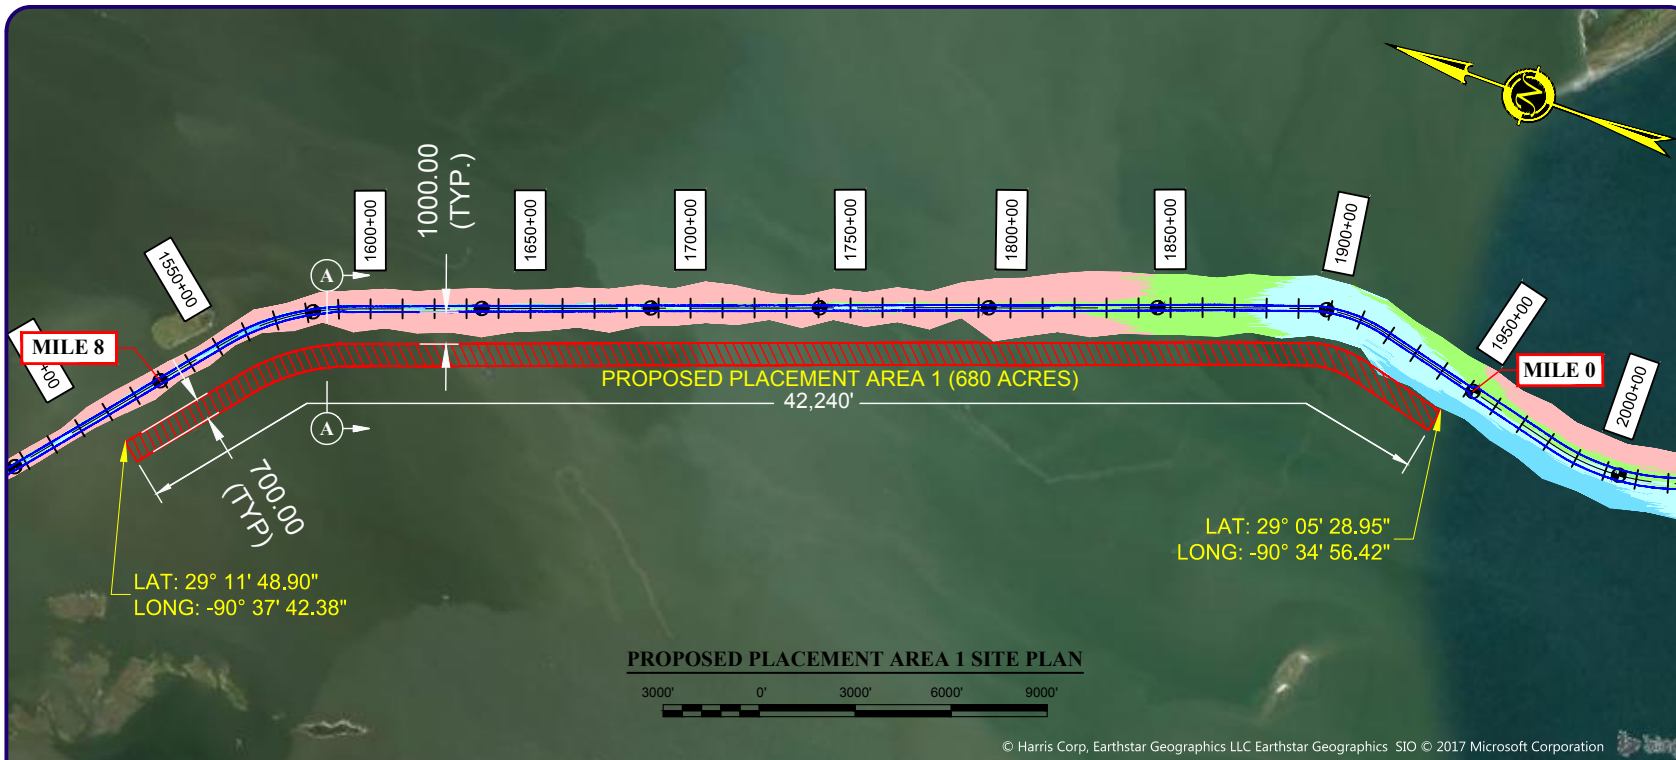 1000.00
(TYP.)
1550+00
1600+00
1650+00
1700+00
1750+00
1800+00
1850+00
1900+00
1950+00
2000+00
N
A
MILE 8
+00
MILE 0
PROPOSED PLACEMENT AREA 1 (680 ACRES)
42,240'
A
700.00
(TYP)
LAT: 29° 05' 28.95"
LONG: -90° 34' 56.42"
LAT: 29° 11' 48.90"
LONG: -90° 37' 42.38"
PROPOSED PLACEMENT AREA 1 SITE PLAN
3000' 0' 3000' 6000' 9000'
© Harris Corp, Earthstar Geographics LLC Earthstar Geographics SIO © 2017 Microsoft Corporation